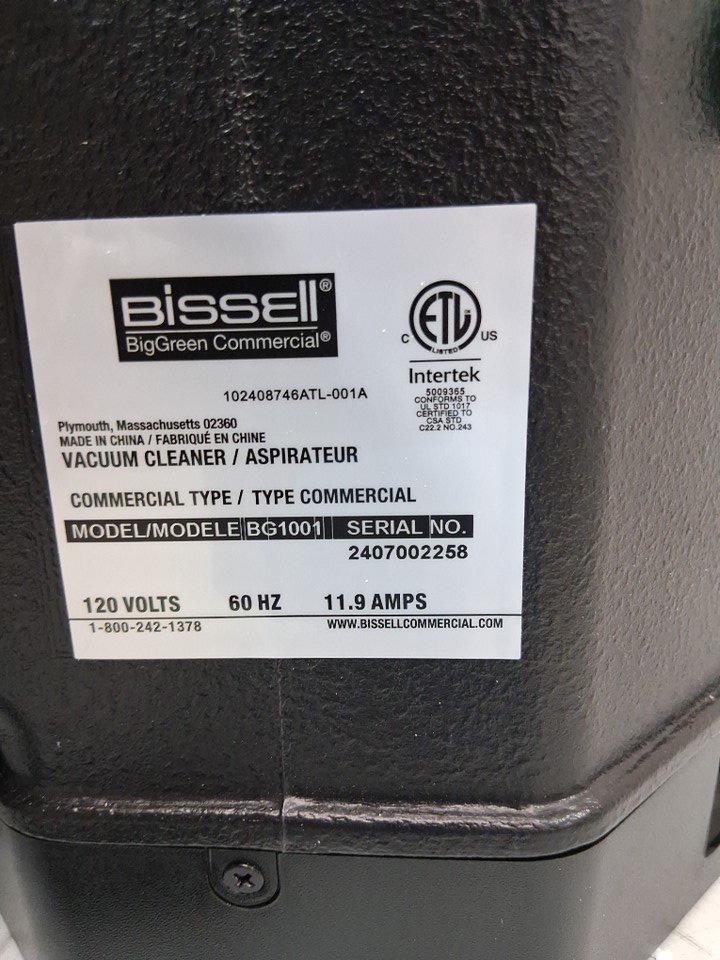 BISSELL®
BigGreen Commercial®
C ETL US
LISTED
Intertek
5009365
CONFORMS TO
UL STD 1017
CERTIFIED TO
CSA STD
C22.2 NO.243
102408746ATL-001A
Plymouth, Massachusetts 02360
MADE IN CHINA / FABRIQUÉ EN CHINE
VACUUM CLEANER / ASPIRATEUR
COMMERCIAL TYPE / TYPE COMMERCIAL
MODEL/MODELE BG1001 SERIAL NO.
2407002258
120 VOLTS 60 HZ 11.9 AMPS
1-800-242-1378 WWW.BISSELLCOMMERCIAL.COM